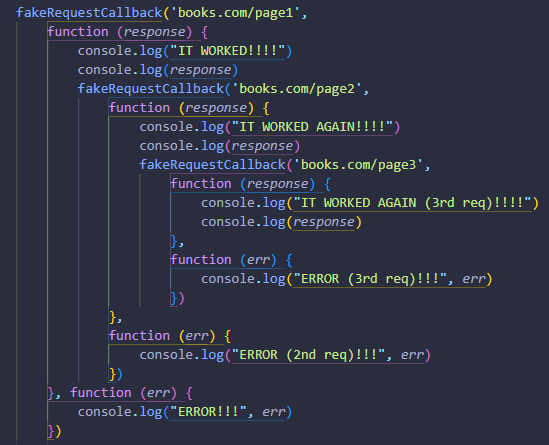 fakeRequestCallback('books.com/page1',
    function (response) {
        console.log("IT WORKED!!!!")
        console.log(response)
        fakeRequestCallback('books.com/page2',
            function (response) {
                console.log("IT WORKED AGAIN!!!!")
                console.log(response)
                fakeRequestCallback('books.com/page3',
                    function (response) {
                        console.log("IT WORKED AGAIN (3rd req)!!!!")
                        console.log(response)
                    },
                    function (err) {
                        console.log("ERROR (3rd req)!!!", err)
                    })
            },
            function (err) {
                console.log("ERROR (2nd req)!!!", err)
            })
    }, function (err) {
        console.log("ERROR!!!", err)
    })